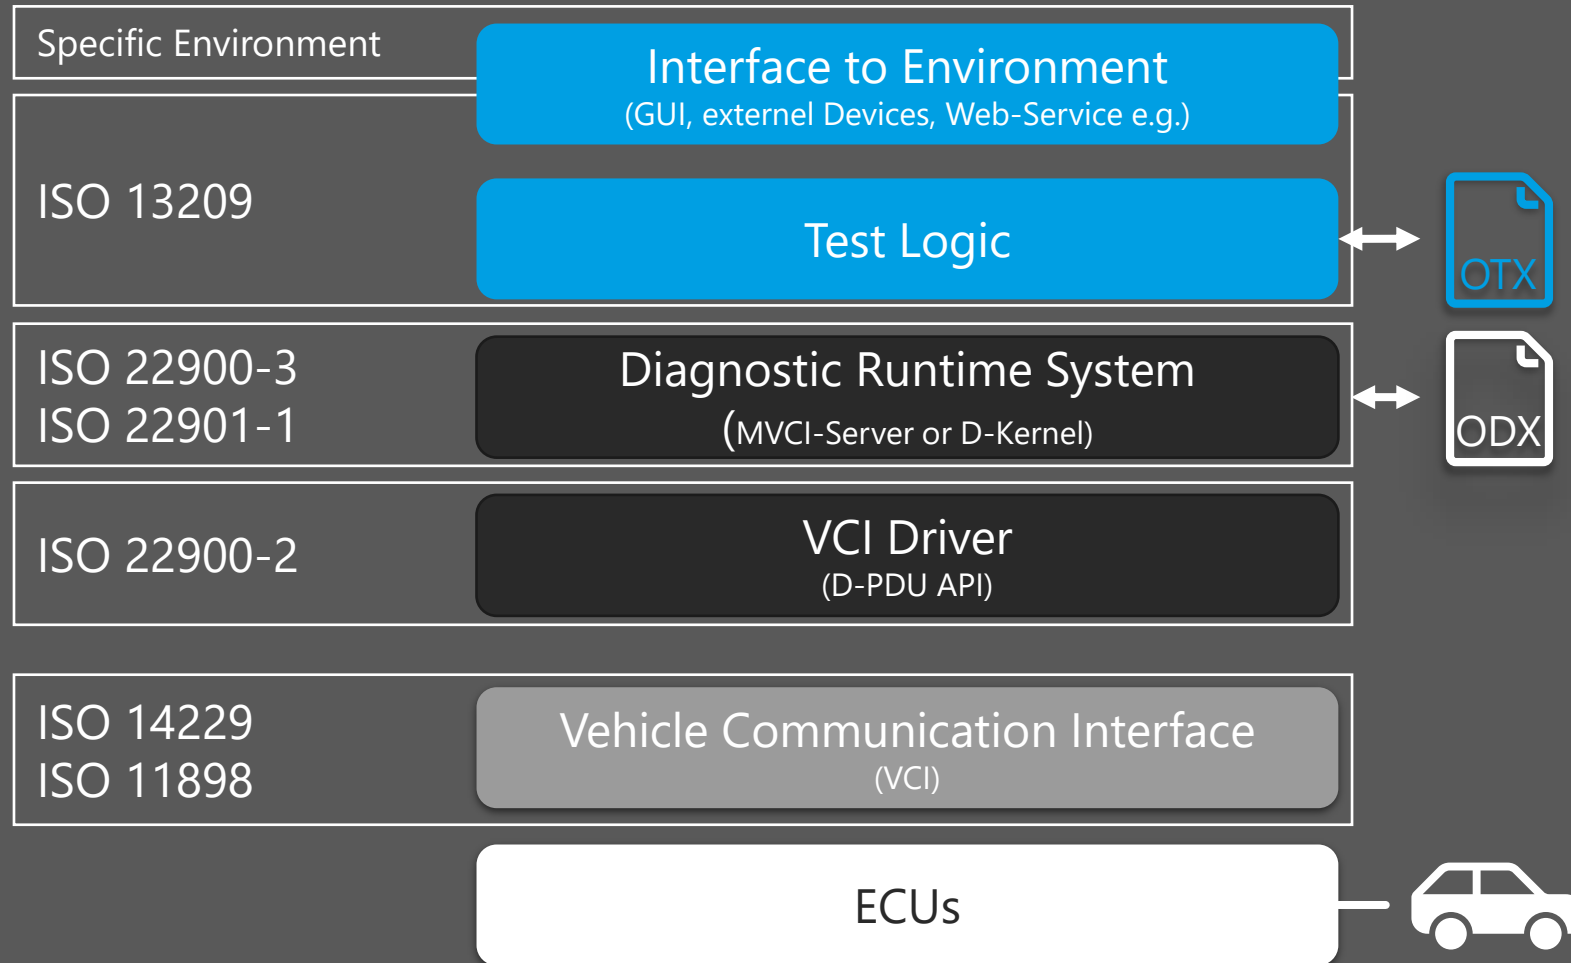 Specific Environment
Interface to Environment
(GUI, externel Devices, Web-Service e.g.)
ISO 13209
Test Logic
OTX
ISO 22900-3
ISO 22901-1
Diagnostic Runtime System
(MVCI-Server or D-Kernel)
ODX
ISO 22900-2
VCI Driver
(D-PDU API)
ISO 14229
ISO 11898
Vehicle Communication Interface
(VCI)
ECUs